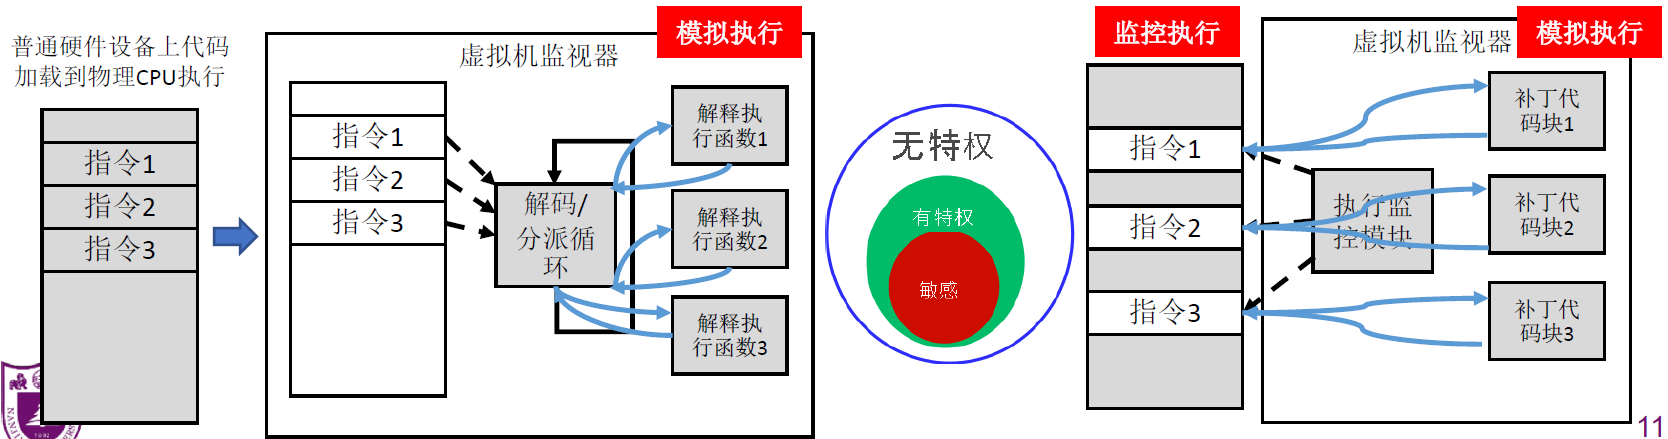 普通硬件设备上代码
加载到物理CPU执行
指令1
指令2
指令3
模拟执行
虚拟机监视器
指令1
指令2
指令3
解码/
分派循
环
解释执
行函数1
解释执
行函数2
解释执
行函数3
无特权
有特权
敏感
监控执行
指令1
指令2
指令3
模拟执行
虚拟机监视器
执行监
控模块
补丁代
码块1
补丁代
码块2
补丁代
码块3
1902
11